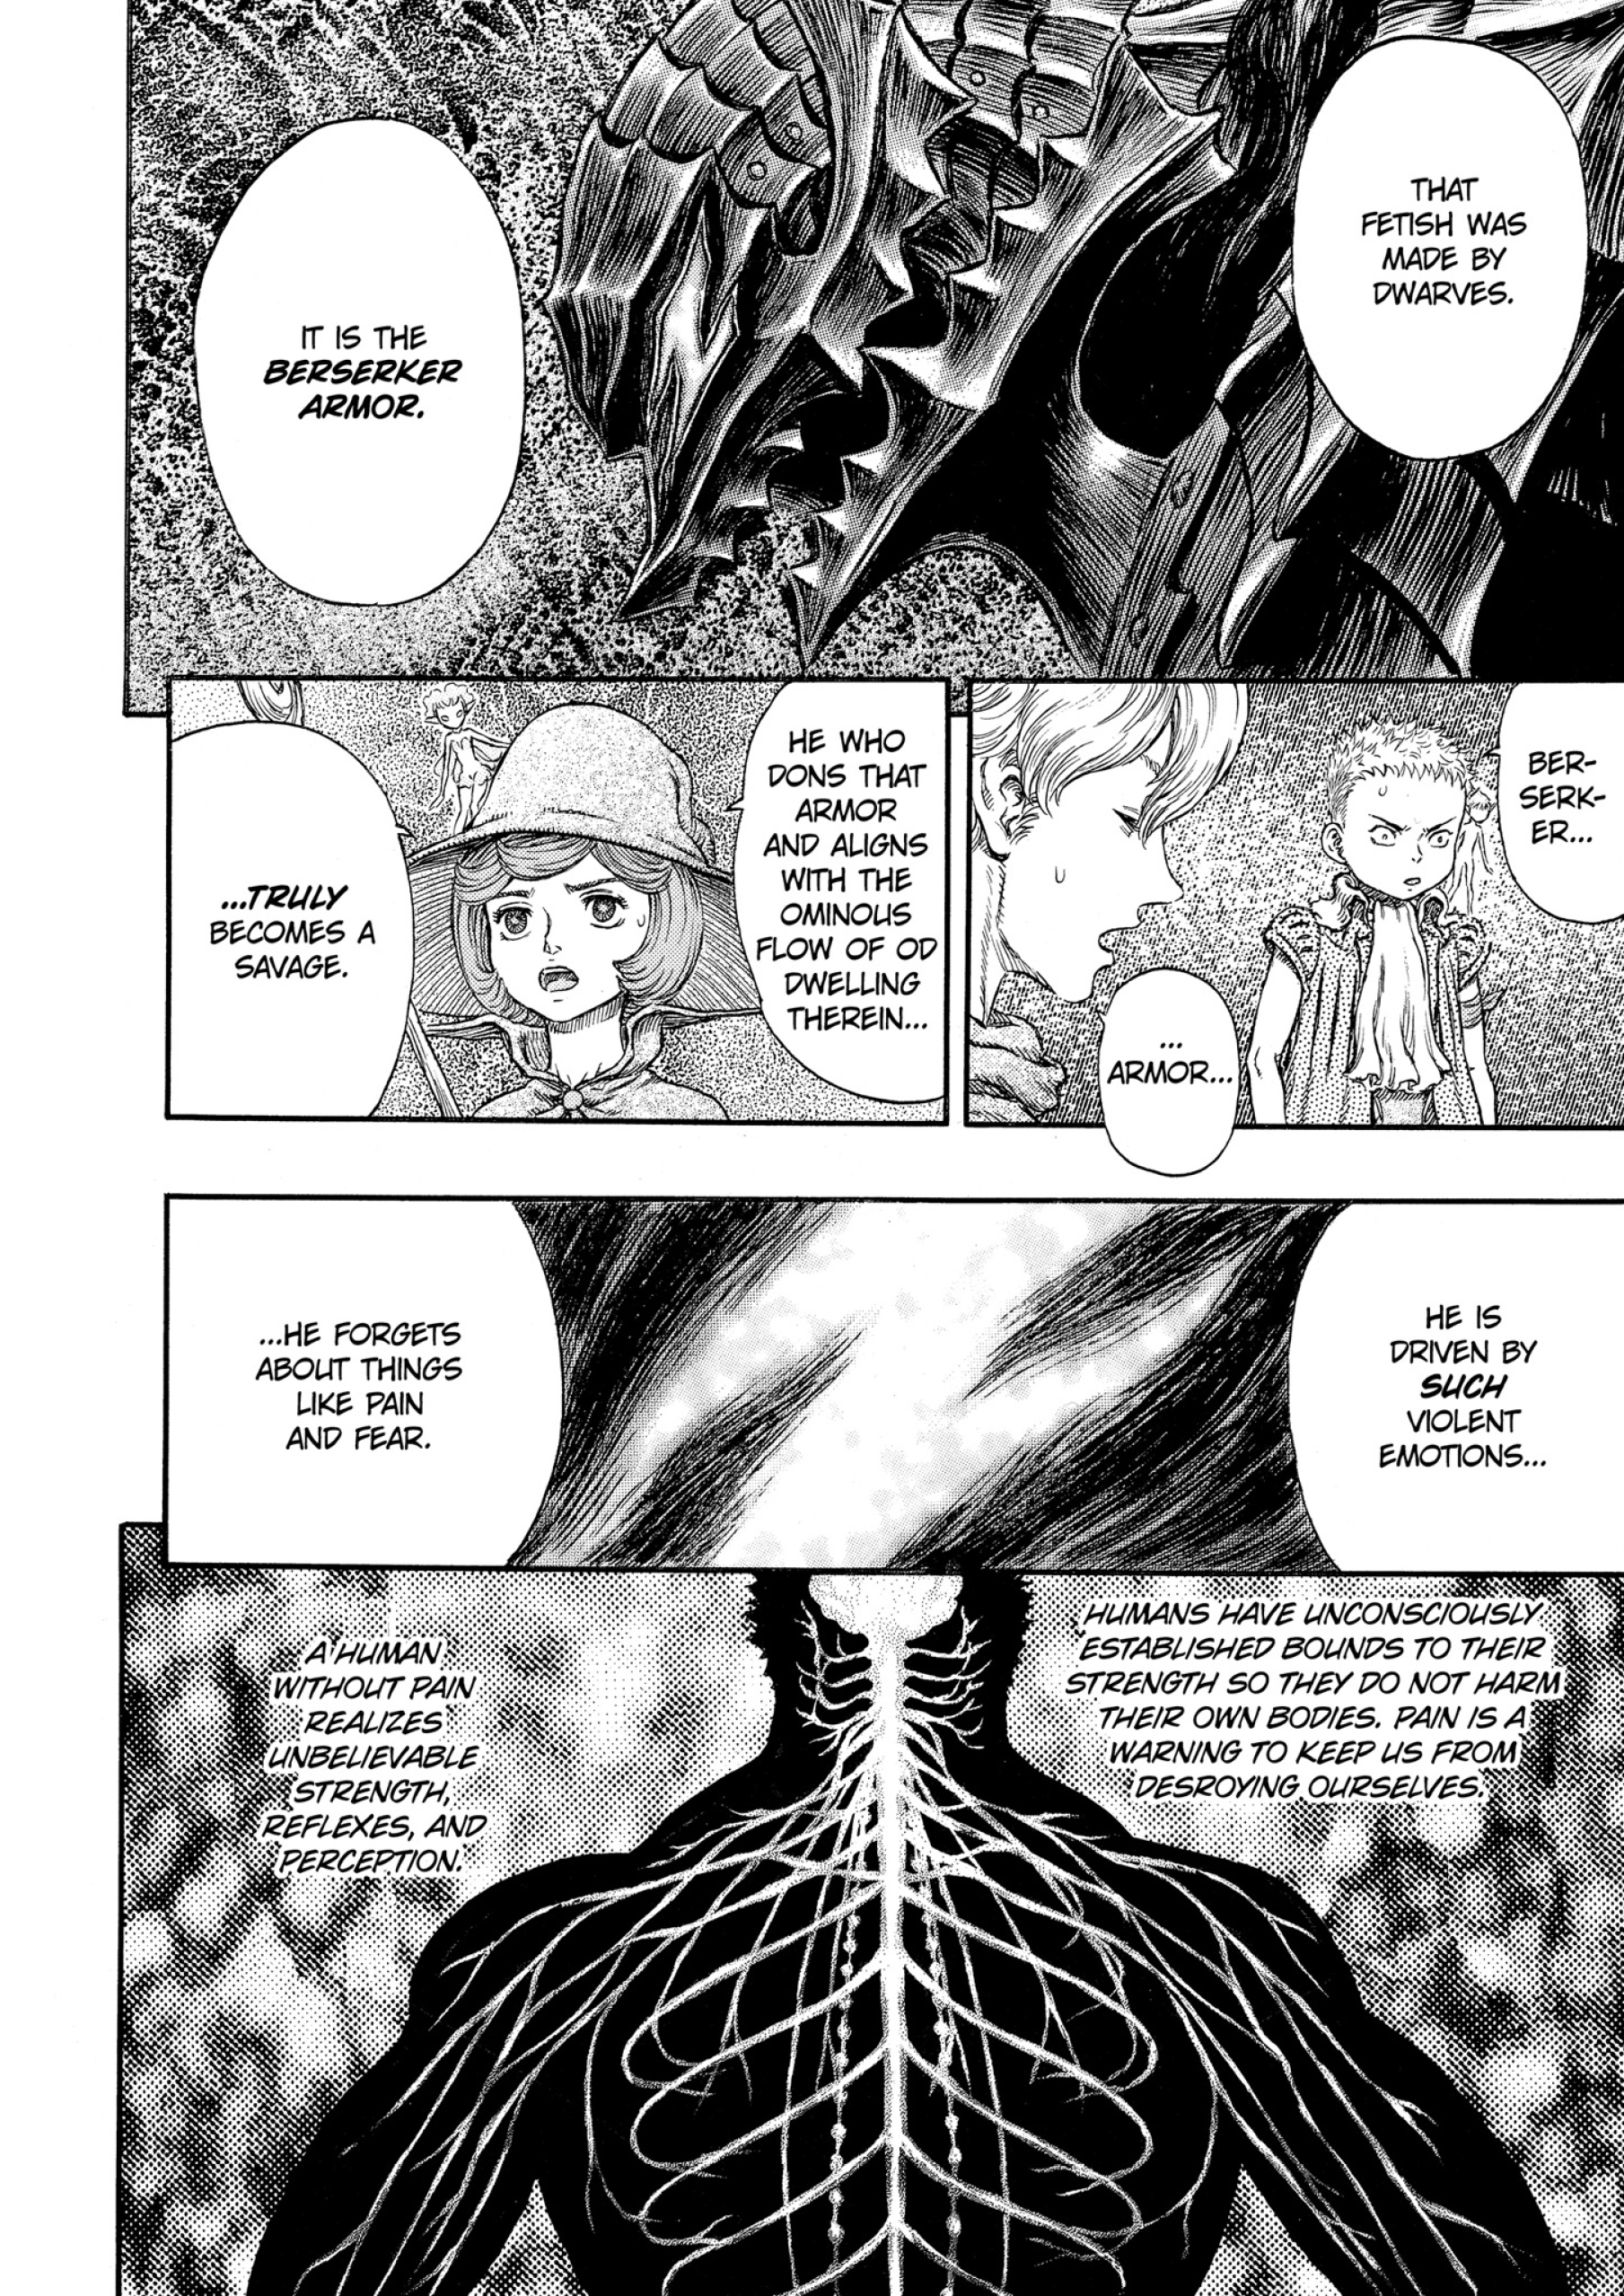 THAT
FETISH WAS
MADE BY
DWARVES.
IT IS THE
BERSERKER
ARMOR.
BER-
SERK-
ER...
...
ARMOR...
HE WHO
DONS THAT
ARMOR
AND ALIGNS
WITH THE
OMINOUS
FLOW OF OD
DWELLING
THEREIN...
...TRULY
BECOMES A
SAVAGE.
HE IS
DRIVEN BY
SUCH
VIOLENT
EMOTIONS...
...HE FORGETS
ABOUT THINGS
LIKE PAIN
AND FEAR.
HUMANS HAVE UNCONSCIOUSLY
ESTABLISHED BOUNDS TO THEIR
STRENGTH SO THEY DO NOT HARM
THEIR OWN BODIES. PAIN IS A
WARNING TO KEEP US FROM
DESROYING OURSELVES.
A HUMAN
WITHOUT PAIN
REALIZES
UNBELIEVABLE
STRENGTH,
REFLEXES, AND
PERCEPTION.